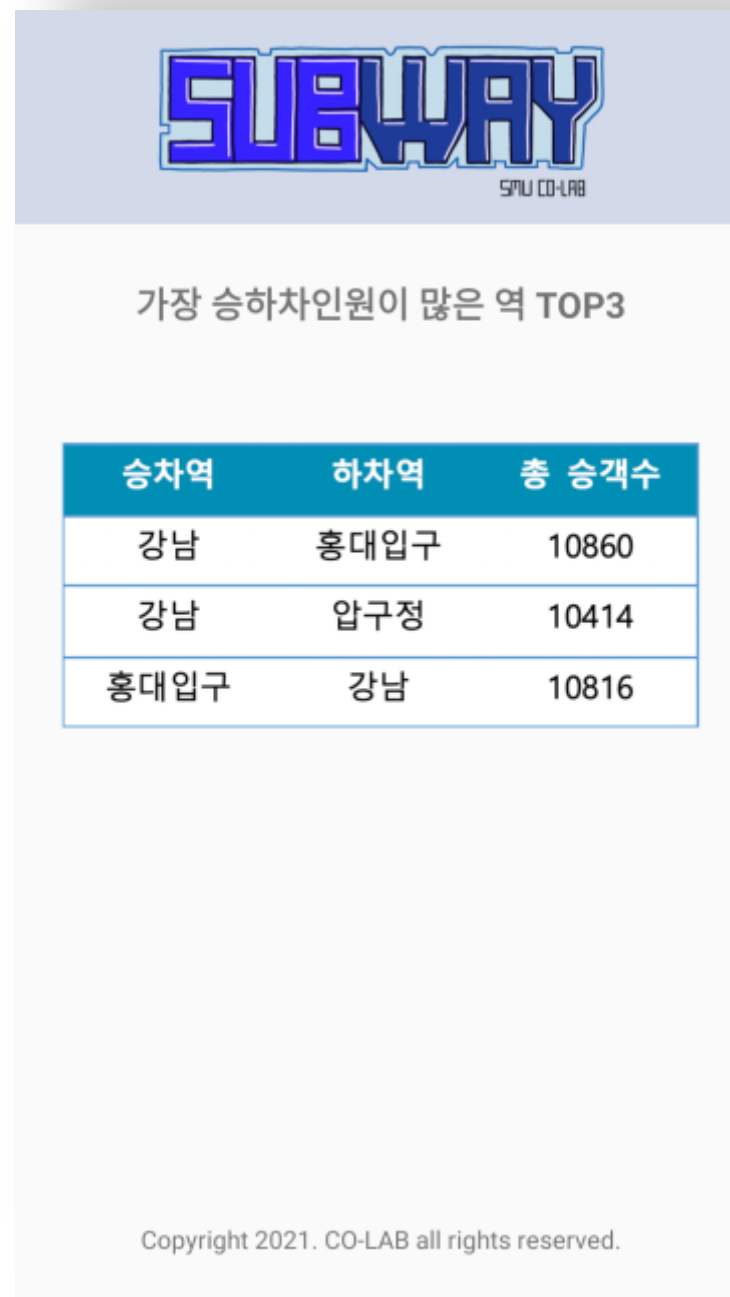 SUBWAY
SMU CO-LAB
가장 승하차인원이 많은 역 TOP3
승차역 하차역 총 승객수
강남 홍대입구 10860
강남 압구정 10414
홍대입구 강남 10816
Copyright 2021. CO-LAB all rights reserved.